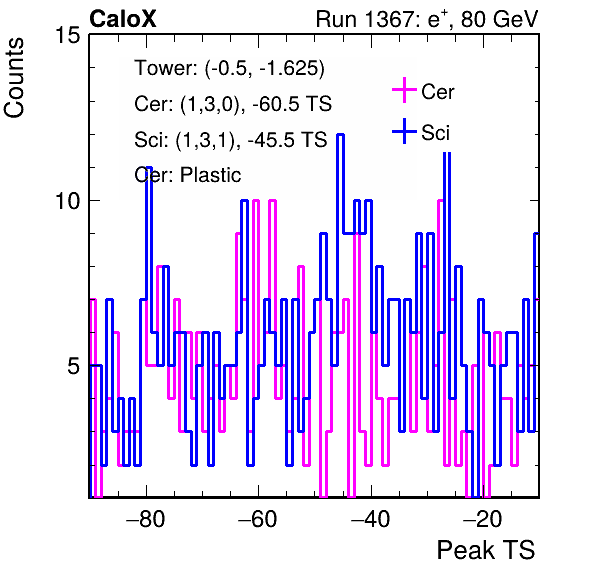 CaloX Run 1367: e⁺, 80 GeV
Counts
15
10
5
Tower: (-0.5, -1.625)
Cer: (1,3,0), -60.5 TS
Sci: (1,3,1), -45.5 TS
Cer: Plastic
Cer
Sci
−80 −60 −40 −20
Peak TS